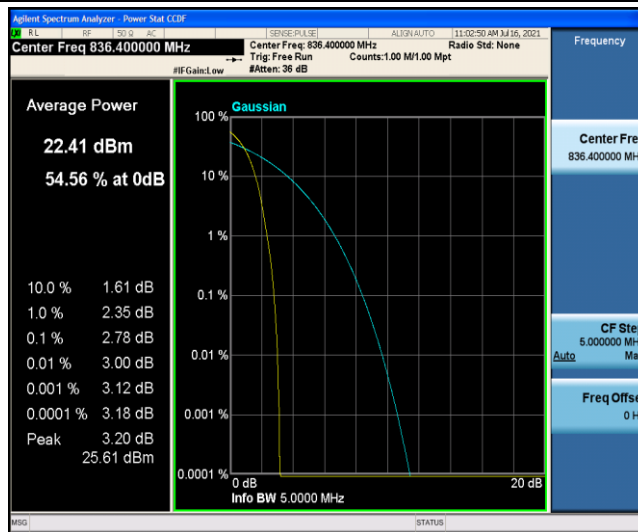 Agilent Spectrum Analyzer - Power Stat CCDF
RL RF 50 Ω AC SENSE:PULSE ALIGN AUTO 11:02:50 AM Jul 16, 2021
Center Freq 836.400000 MHz
Center Freq: 836.400000 MHz Radio Std: None
Trig: Free Run Counts:1.00 M/1.00 Mpt
#IFGain:Low #Atten: 36 dB
Frequency
Average Power
22.41 dBm
54.56 % at 0dB
10.0 % 1.61 dB
1.0 % 2.35 dB
0.1 % 2.78 dB
0.01 % 3.00 dB
0.001 % 3.12 dB
0.0001 % 3.18 dB
Peak 3.20 dB
25.61 dBm
Gaussian
100 %
10 %
1 %
0.1 %
0.01 %
0.001 %
0.0001 %
0 dB 20 dB
Info BW 5.0000 MHz
Center Fre
836.400000 MH
CF Ste
5.000000 MH
Auto Ma
Freq Offse
0 H
MSG STATUS